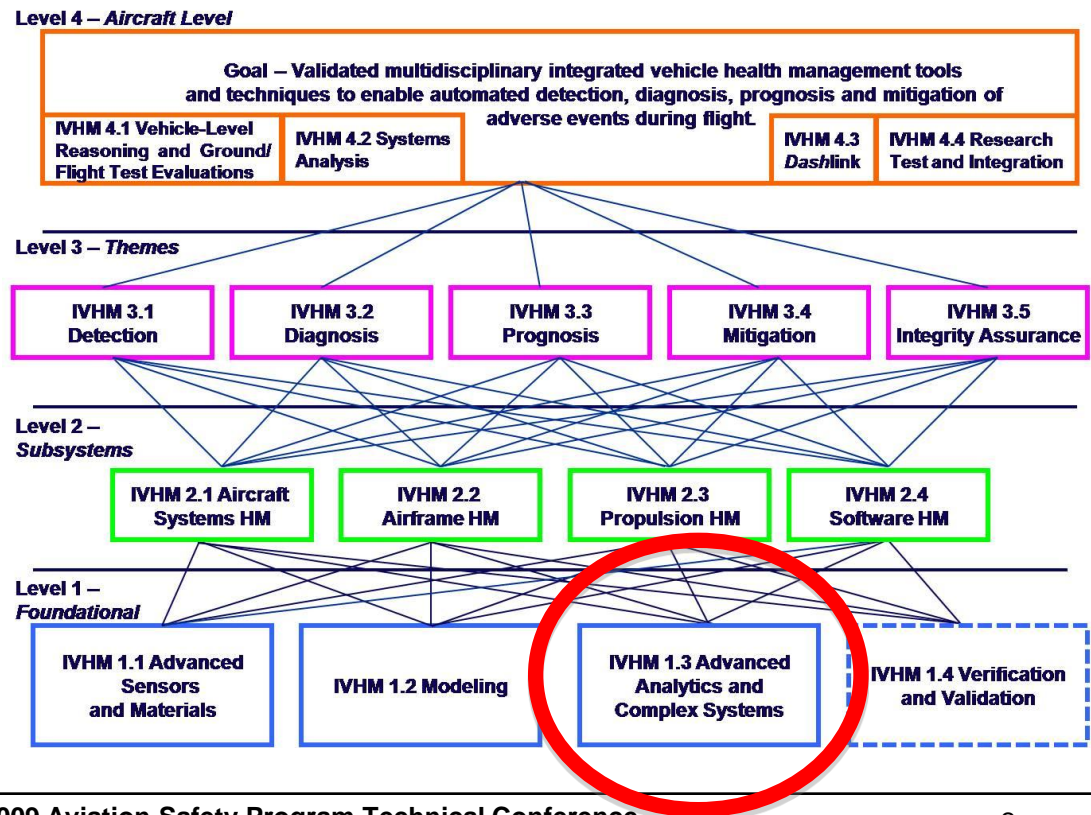 Level 4 – Aircraft Level
Goal – Validated multidisciplinary integrated vehicle health management tools
and techniques to enable automated detection, diagnosis, prognosis and mitigation of
adverse events during flight.
IVHM 4.1 Vehicle-Level
Reasoning and Ground/
Flight Test Evaluations
IVHM 4.2 Systems
Analysis
IVHM 4.3
Dashlink
IVHM 4.4 Research
Test and Integration
Level 3 – Themes
IVHM 3.1
Detection
IVHM 3.2
Diagnosis
IVHM 3.3
Prognosis
IVHM 3.4
Mitigation
IVHM 3.5
Integrity Assurance
Level 2 –
Subsystems
IVHM 2.1 Aircraft
Systems HM
IVHM 2.2
Airframe HM
IVHM 2.3
Propulsion HM
IVHM 2.4
Software HM
Level 1 –
Foundational
IVHM 1.1 Advanced
Sensors
and Materials
IVHM 1.2 Modeling
IVHM 1.3 Advanced
Analytics and
Complex Systems
IVHM 1.4 Verification
and Validation
009 Aviation Safety Program Technical Conference